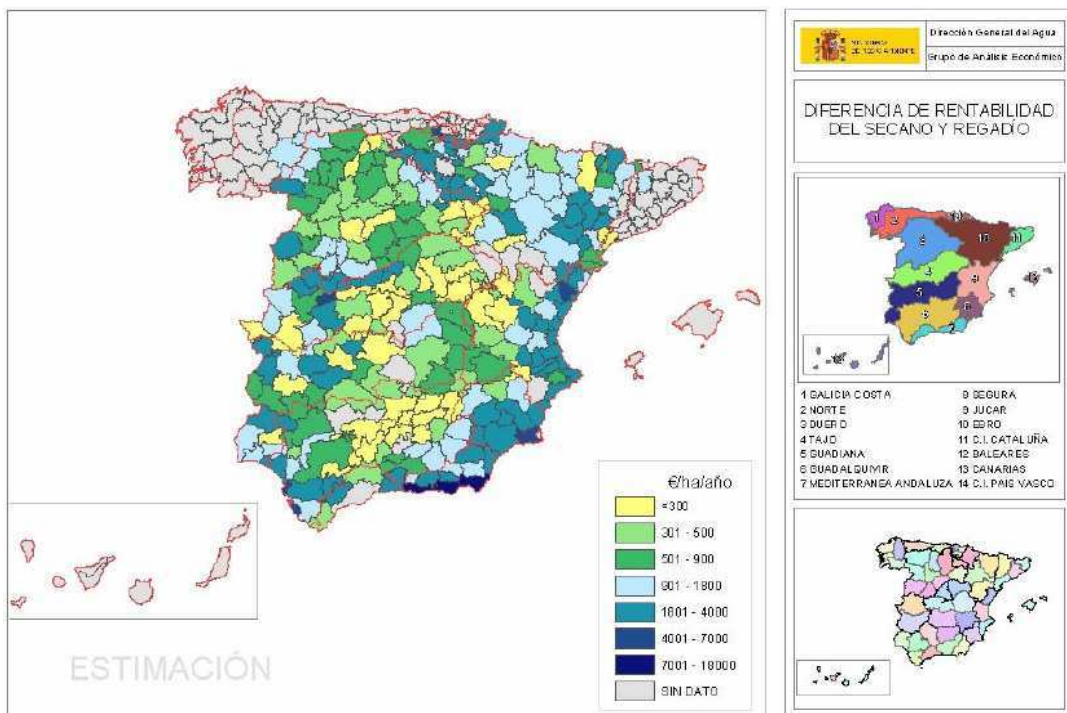 Dirección General del Agua
Grupo de Análisis Económico
DIFERENCIA DE RENTABILIDAD
DEL SECANO Y REGADÍO
1 GALICIA COSTA
2 NORTE
3 DUERO
4 TAJO
5 GUADIANA
6 GUADALQUIVIR
7 MEDITERRANEA ANDALUZA
8 SEGURA
9 JUCAR
10 EBRO
11 C.I. CATALUÑA
12 BALEARES
13 CANARIAS
14 C.I. PAIS VASCO
€/ha/año
<300
301 - 500
501 - 900
901 - 1800
1801 - 4000
4001 - 7000
7001 - 18000
SIN DATO
ESTIMACIÓN